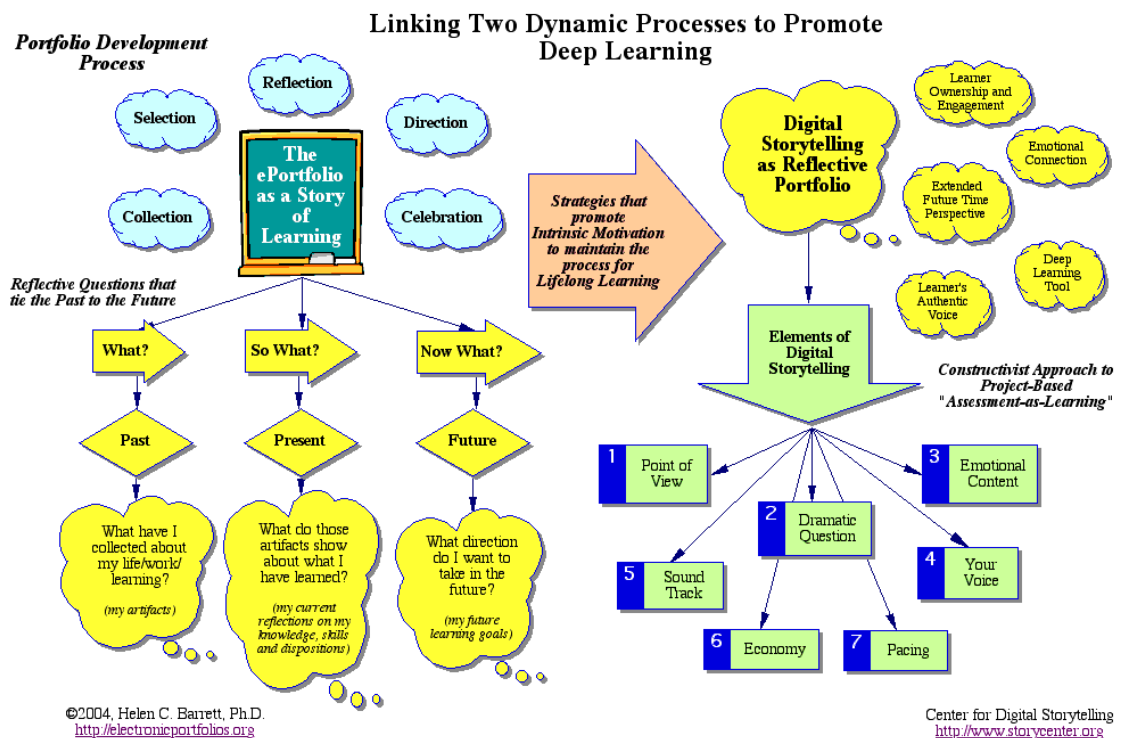 Linking Two Dynamic Processes to Promote
Deep Learning
Portfolio Development
Process
Reflection
Selection
Direction
Collection
Celebration
The
ePortfolio
as a Story
of
Learning
Reflective Questions that
tie the Past to the Future
What?
So What?
Now What?
Past
Present
Future
What have I
collected about
my life/work/
learning?
(my artifacts)
What do those
artifacts show
about what I
have learned?
(my current
reflections on my
knowledge, skills
and dispositions)
What direction
do I want to
take in the
future?
(my future
learning goals)
©2004, Helen C. Barrett, Ph.D.
http://electronicportfolios.org
Strategies that
promote
Intrinsic Motivation
to maintain the
process for
Lifelong Learning
Digital
Storytelling
as Reflective
Portfolio
Learner
Ownership and
Engagement
Emotional
Connection
Extended
Future Time
Perspective
Deep
Learning
Tool
Learner's
Authentic
Voice
Elements of
Digital
Storytelling
Constructivist Approach to
Project-Based
"Assessment-as-Learning"
1
Point of
View
2
Dramatic
Question
3
Emotional
Content
4
Your
Voice
5
Sound
Track
6
Economy
7
Pacing
Center for Digital Storytelling
http://www.storycenter.org